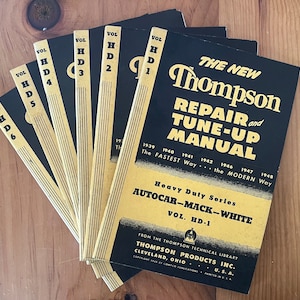 VOL HD 1
VOL HD 2
VOL HD 3
VOL HD 4
VOL HD 5
HD 6
THE NEW
Thompson
REPAIR and
TUNE-UP
MANUAL
1939 1940 1941 1942 1946 1947 1948
The FASTEST Way . . . the MODERN Way
Heavy Duty Series
AUTOCAR—MACK—WHITE
VOL. HD-1
FROM THE THOMPSON TECHNICAL LIBRARY
THOMPSON PRODUCTS INC.
CLEVELAND, OHIO . . . U. S. A.